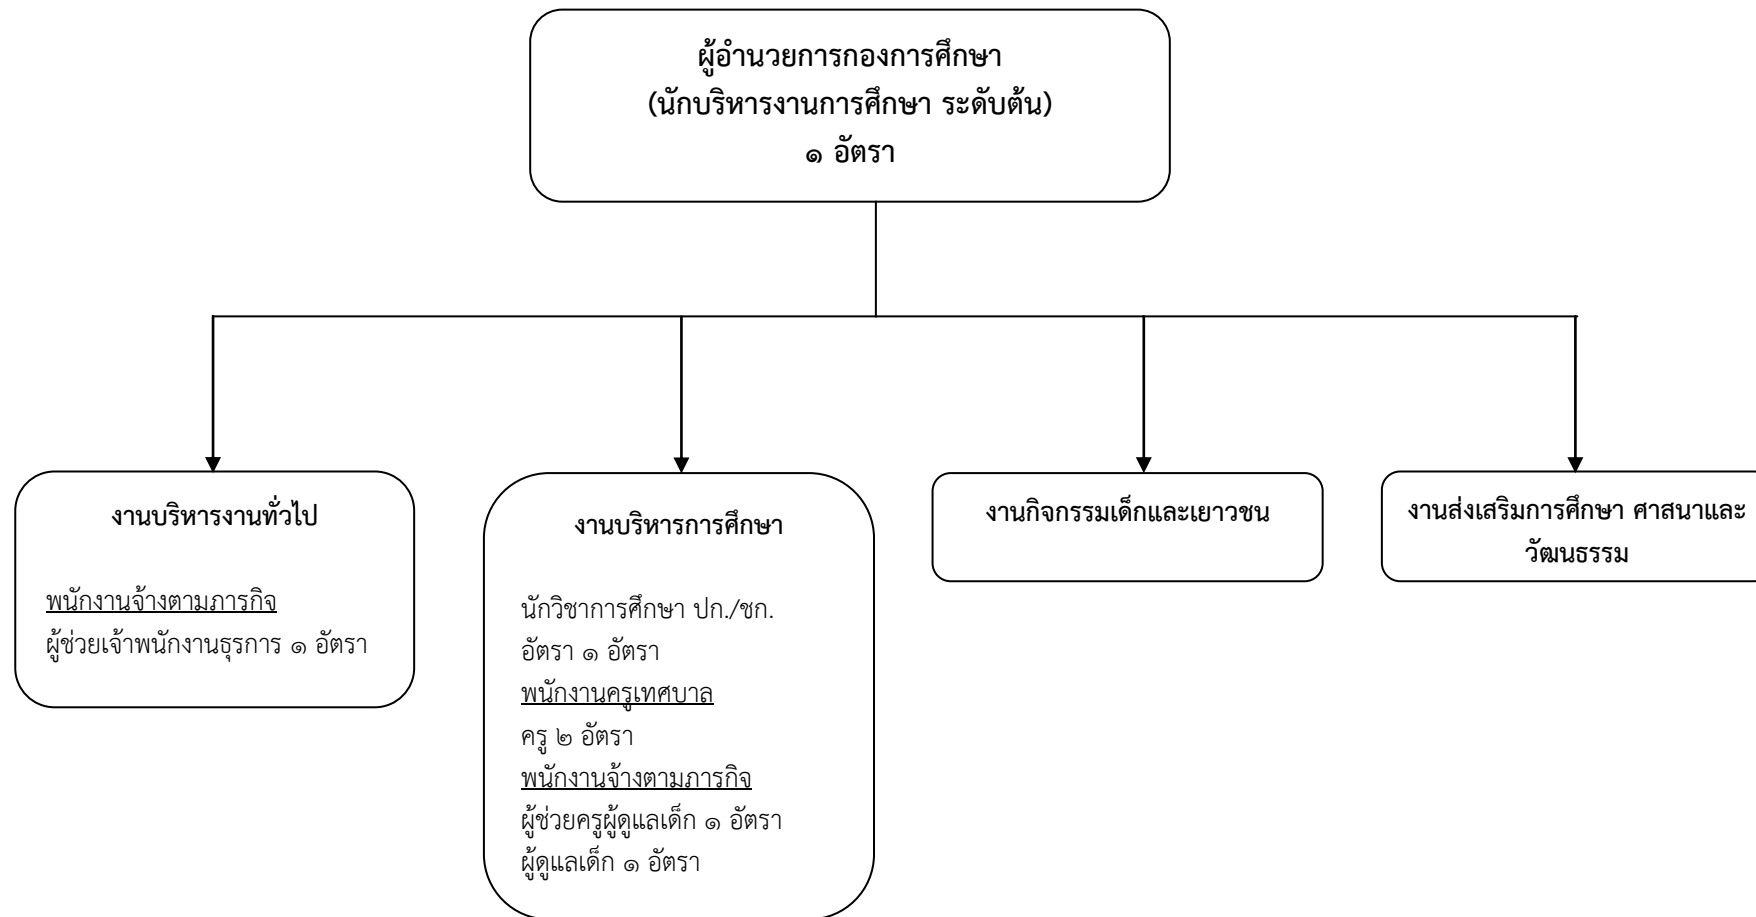 ผู้อำนวยการกองการศึกษา
(นักบริหารงานการศึกษา ระดับต้น)
๑ อัตรา
งานบริหารงานทั่วไป
พนักงานจ้างตามภารกิจ
ผู้ช่วยเจ้าพนักงานธุรการ ๑ อัตรา
งานบริหารการศึกษา
นักวิชาการศึกษา ปก./ชก.
อัตรา ๑ อัตรา
พนักงานครูเทศบาล
ครู ๒ อัตรา
พนักงานจ้างตามภารกิจ
ผู้ช่วยครูผู้ดูแลเด็ก ๑ อัตรา
ผู้ดูแลเด็ก ๑ อัตรา
งานกิจกรรมเด็กและเยาวชน
งานส่งเสริมการศึกษา ศาสนาและ
วัฒนธรรม